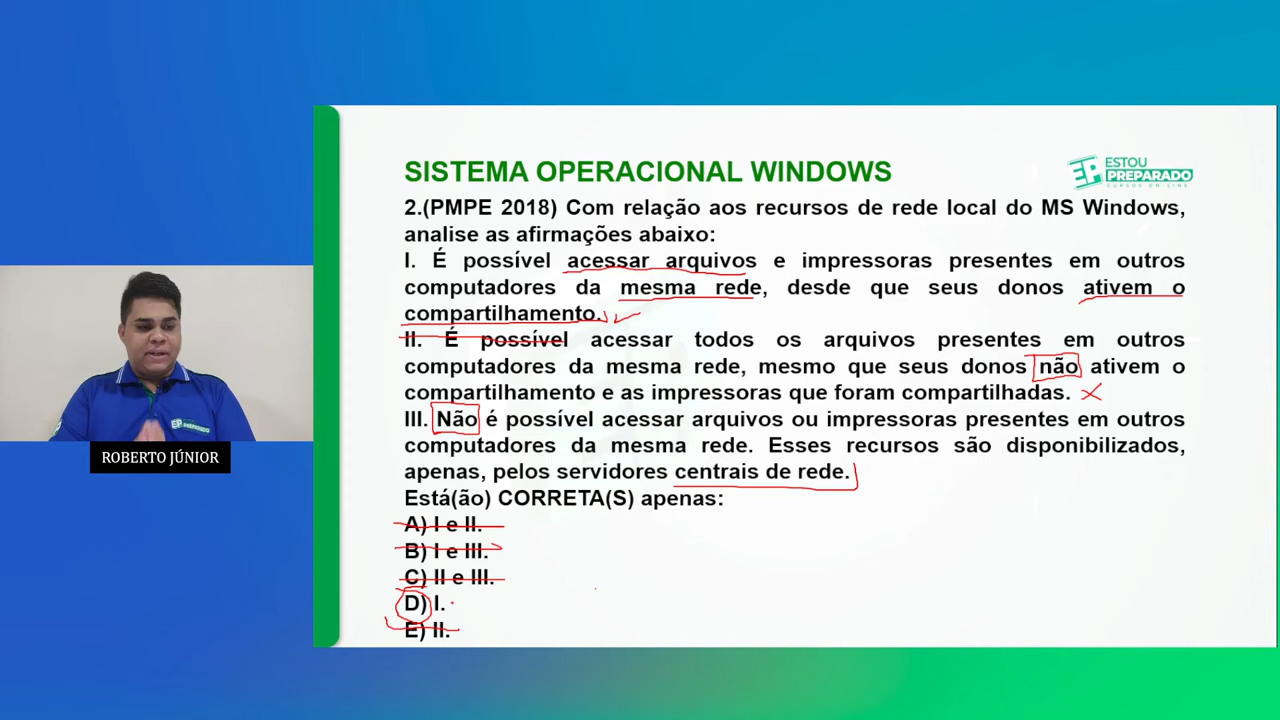 SISTEMA OPERACIONAL WINDOWS
EP
ESTOU
PREPARADO
CURSOS ON-LINE
2.(PMPE 2018) Com relação aos recursos de rede local do MS Windows,
analise as afirmações abaixo:
I. É possível acessar arquivos e impressoras presentes em outros
computadores da mesma rede, desde que seus donos ativem o
compartilhamento.
II. É possível acessar todos os arquivos presentes em outros
computadores da mesma rede, mesmo que seus donos não ativem o
compartilhamento e as impressoras que foram compartilhadas.
III. Não é possível acessar arquivos ou impressoras presentes em outros
computadores da mesma rede. Esses recursos são disponibilizados,
apenas, pelos servidores centrais de rede.
Está(ão) CORRETA(S) apenas:
A) I e II.
B) I e III.
C) II e III.
D) I.
E) II.
ROBERTO JÚNIOR